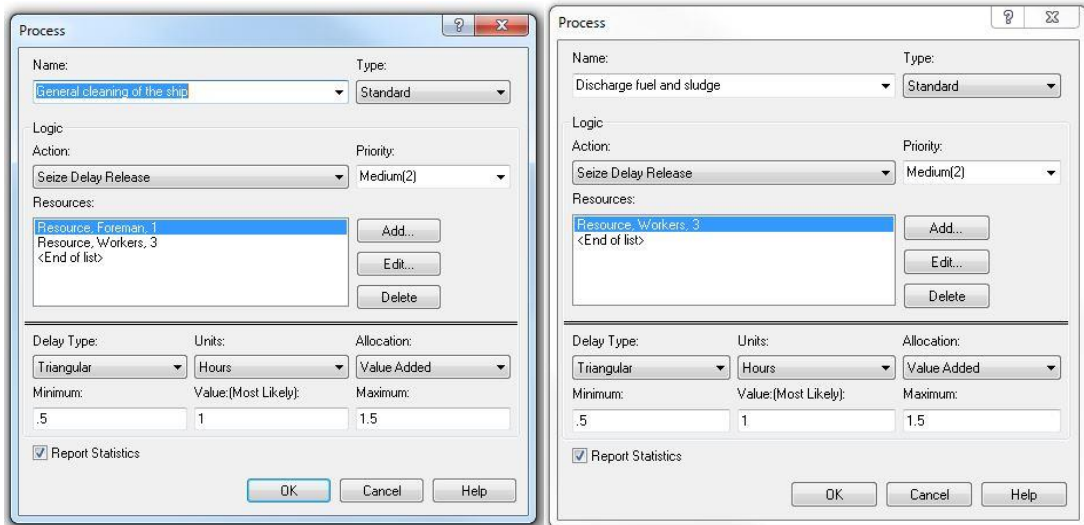 Process
Name:
Type:
General cleaning of the ship
Standard
Logic
Action:
Priority:
Seize Delay Release
Medium(2)
Resources:
Resource, Foreman, 1
Resource, Workers, 3
<End of list>
Add...
Edit...
Delete
Delay Type:
Units:
Allocation:
Triangular
Hours
Value Added
Minimum:
Value:(Most Likely):
Maximum:
.5
1
1.5
Report Statistics
OK
Cancel
Help
Process
Name:
Type:
Discharge fuel and sludge
Standard
Logic
Action:
Priority:
Seize Delay Release
Medium(2)
Resources:
Resource, Workers, 3
<End of list>
Add...
Edit...
Delete
Delay Type:
Units:
Allocation:
Triangular
Hours
Value Added
Minimum:
Value:(Most Likely):
Maximum:
.5
1
1.5
Report Statistics
OK
Cancel
Help